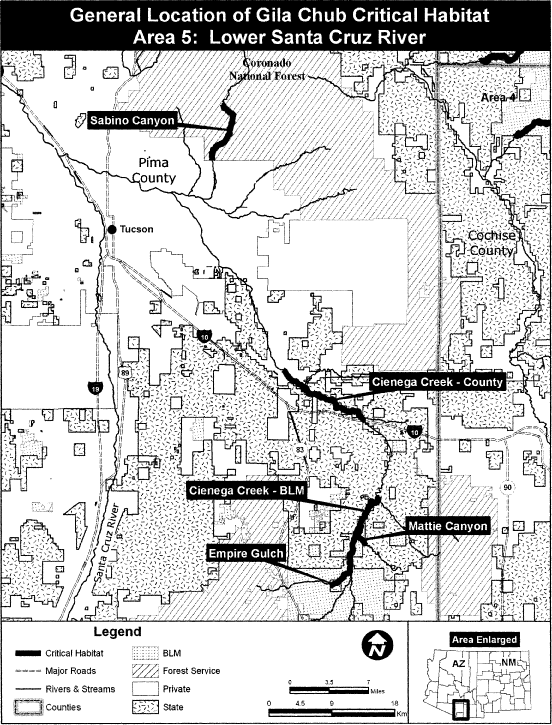 General Location of Gila Chub Critical Habitat
Area 5: Lower Santa Cruz River
Coronado
National Forest
Area 4
Sabino Canyon
Pima
County
Tucson
Cochise
County
10
89
19
Cienega Creek - County
83
10
90
Cienega Creek - BLM
Mattie Canyon
Empire Gulch
Santa Cruz River
Legend
Critical Habitat
Major Roads
Rivers & Streams
Counties
BLM
Forest Service
Private
State
N
0 3.5 7
Miles
0 4.5 9 18
Km
Area Enlarged
AZ
NM